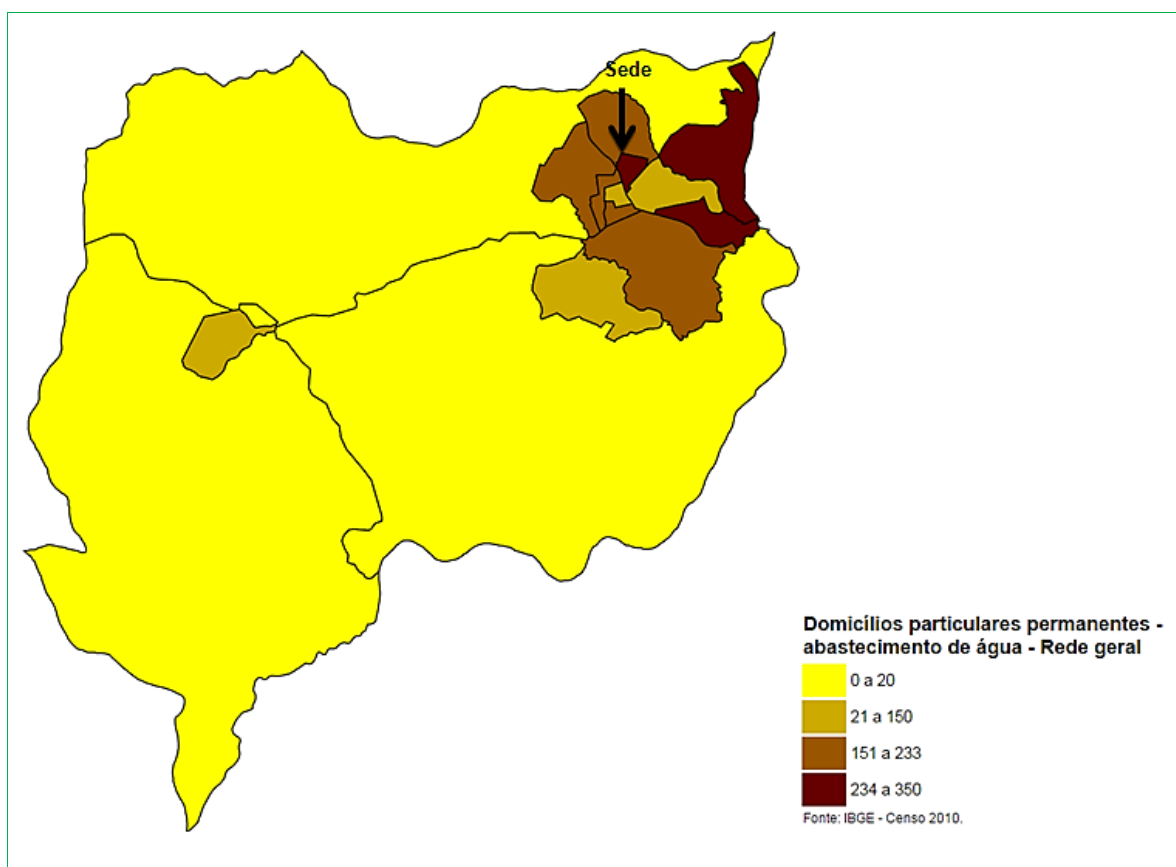 Sede
Domicílios particulares permanentes -
abastecimento de água - Rede geral
0 a 20
21 a 150
151 a 233
234 a 350
Fonte: IBGE - Censo 2010.